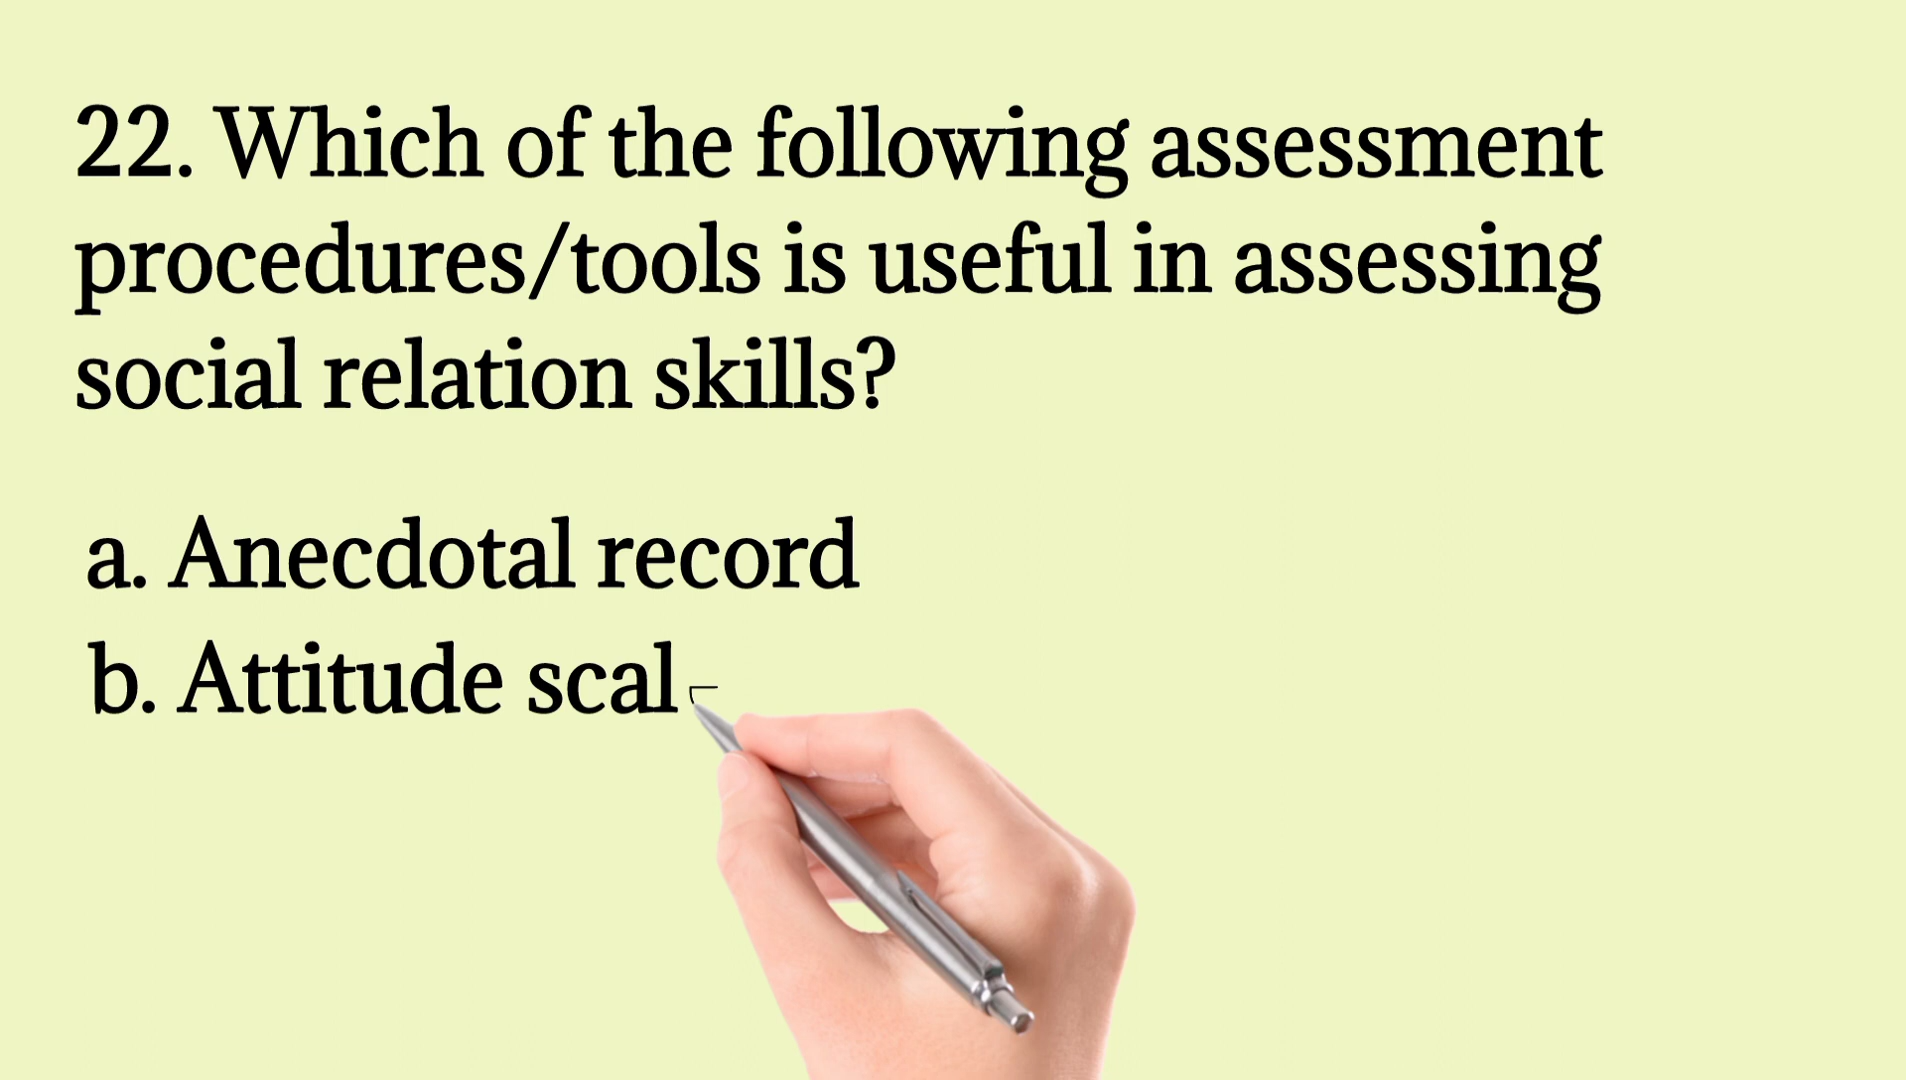 22. Which of the following assessment
procedures/tools is useful in assessing
social relation skills?
a. Anecdotal record
b. Attitude scal